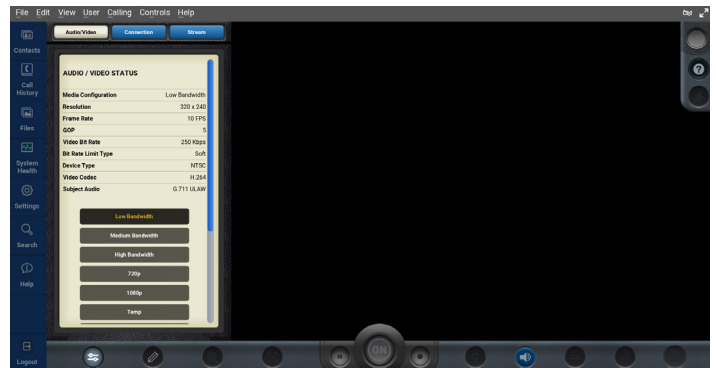 File Edit View User Calling Controls Help
Contacts
Call
History
Files
System
Health
Settings
Search
Help
Logout
Audio/Video Connection Stream
AUDIO / VIDEO STATUS
Media Configuration Low Bandwidth
Resolution 320 x 240
Frame Rate 10 FPS
GOP 5
Video Bit Rate 250 Kbps
Bit Rate Limit Type Soft
Device Type NTSC
Video Codec H.264
Subject Audio G.711 ULAW
Low Bandwidth
Medium Bandwidth
High Bandwidth
720p
1080p
Temp
ON